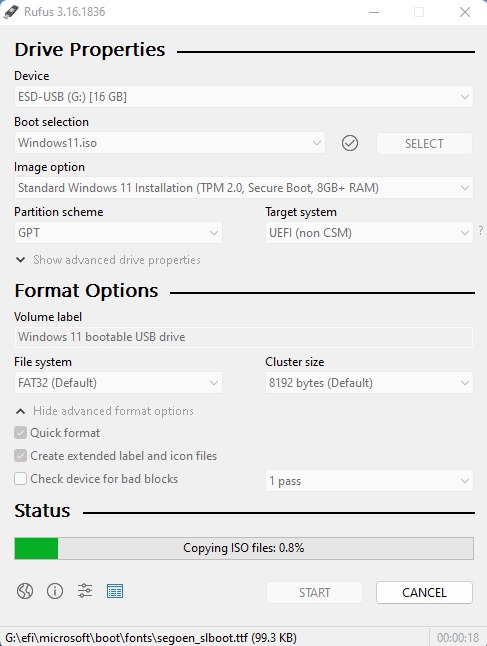 Rufus 3.16.1836
Drive Properties
Device
ESD-USB (G:) [16 GB]
Boot selection
Windows11.iso
SELECT
Image option
Standard Windows 11 Installation (TPM 2.0, Secure Boot, 8GB+ RAM)
Partition scheme
Target system
GPT
UEFI (non CSM)
?
Show advanced drive properties
Format Options
Volume label
Windows 11 bootable USB drive
File system
Cluster size
FAT32 (Default)
8192 bytes (Default)
Hide advanced format options
Quick format
Create extended label and icon files
Check device for bad blocks
1 pass
Status
Copying ISO files: 0.8%
START
CANCEL
G:\efi\microsoft\boot\fonts\segoen_slboot.ttf (99.3 KB)
00:00:18